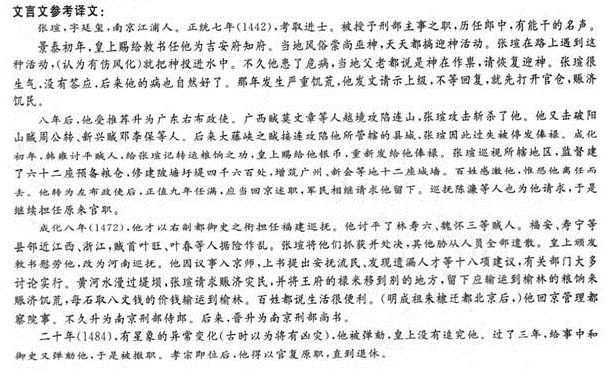 文言文参考译文：
张瑄，字廷玺，南京江浦人。正统七年(1442)，考取进士。被授予刑部主事之职，历任郎中，有能干的名声。
景泰初年，皇上赐给敕书任他为吉安府知府。当地风俗崇尚巫神，天天都搞迎神活动。张瑄在路上遇到这
种活动，(认为有伤风化)就把神投进水中。不久他患了危病，当地父老都说是神在作祟，请恢复迎神。张瑄很
生气，没有答应，后来他的病也自然好了。那年发生严重饥荒，他发文请示上级，不等回复，就先打开官仓，赈济
饥民。
八年后，他受推荐升为广东右布政使。广西贼莫文章等人越境攻陷连山，张瑄攻击斩杀了他。他又击破阳
山贼周公转、新兴贼邓李保等人。后来大藤峡之贼接连攻陷他所管辖的县城，张瑄因此过失被停发俸禄。成化
初年，韩雍讨平贼人，给张瑄记转运粮饷之功，皇上赐给他银币，重新发给他俸禄。张瑄巡视所辖地区，监督建
了六十二座预备粮仓，修建陂塘圩堤四千六百处，增筑广州、新会等地十二座城墙。百姓感激他，惟恐他离任而
去。他转为左布政使后，正值九年任满，应当回京述职，军民相继请求他留下。巡抚陈濂等人也为他请求，于是
继续担任原来官职。
成化八年(1472)，他才以右副都御史之衔担任福建巡抚。他讨平了林寿六、魏怀三等贼人。福安、寿宁等
县邻近江西、浙江，贼首叶旺、叶春等人据险作乱。张瑄将他们抓获并处决，其他胁从人员全部遣散。皇上颁发
敕书慰劳他，改为河南巡抚。他因议事入京师，上书提出安抚流民、发现遗漏人才等十八项建议，有关部门大多
讨论实行。黄河水漫过堤坝，张瑄请求赈济灾民，并将王府的禄米移到别的地方，留下应输到榆林的粮饷来
赈济饥荒，每石取八文钱的价钱输运到榆林。百姓都说生活很便利。(明成祖朱棣迁都北京后，)他回京管理都
察院事。不久升为南京刑部侍郎。后来，晋升为南京刑部尚书。
二十年(1484)，有星象的异常变化(古时以为将有凶灾)，他被弹劾，皇上没有追究他。过了三年，给事中和
御史又弹劾他，于是被撤职。孝宗即位后，他得以官复原职，直到退休。